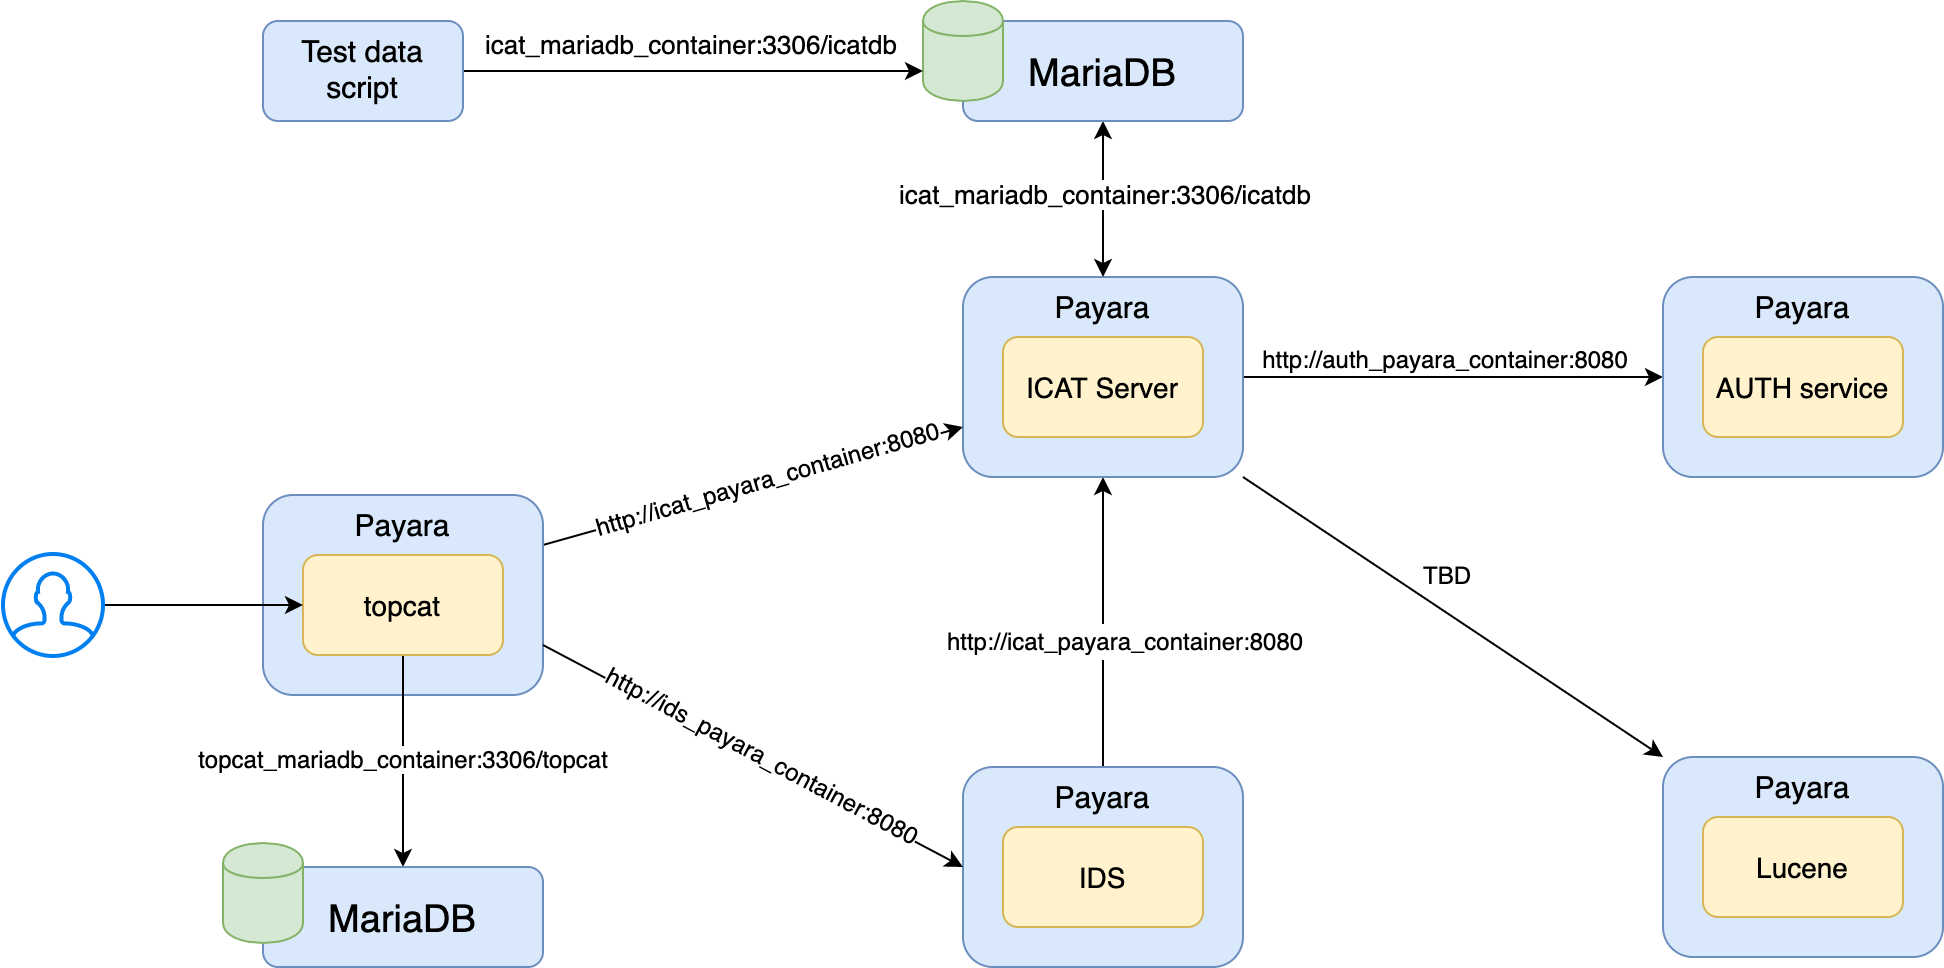 Test data
script
icat_mariadb_container:3306/icatdb
MariaDB
icat_mariadb_container:3306/icatdb
Payara
ICAT Server
http://auth_payara_container:8080
Payara
AUTH service
http://icat_payara_container:8080
Payara
topcat
TBD
http://icat_payara_container:8080
http://ids_payara_container:8080
topcat_mariadb_container:3306/topcat
Payara
IDS
Payara
Lucene
MariaDB